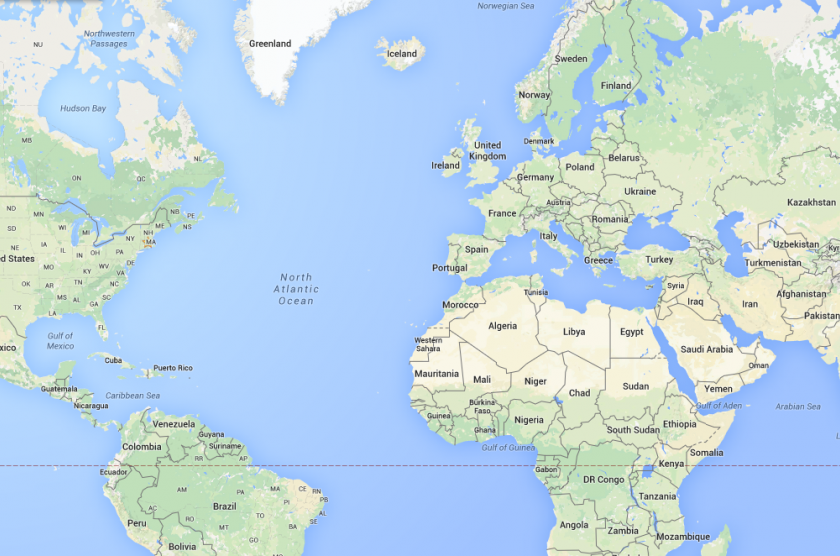 Norwegian Sea
Northwestern
Passages
NU
Greenland
Iceland
Sweden
Finland
Norway
Hudson Bay
MB
ON
QC
NL
United
Kingdom
Ireland
Denmark
Germany
Poland
Belarus
Ukraine
Kazakhstan
France
Austria
Romania
Italy
Spain
Portugal
Greece
Turkey
Uzbekistan
Turkmenistan
Afghanistan
Pakistan
Syria
Iraq
Iran
ND
MN
SD
WI
MI
NB
PE
NS
NH
ME
MA
NE
IA
IL
IN
OH
PA
KS
MO
KY
WV
VA
DE
OK
AR
TN
NC
MS
AL
GA
SC
TX
LA
FL
ed States
North
Atlantic
Ocean
Gulf of
Mexico
xico
Cuba
Puerto Rico
Guatemala
Nicaragua
Caribbean Sea
Morocco
Tunisia
Algeria
Libya
Egypt
Western
Sahara
Mauritania
Mali
Niger
Chad
Sudan
Saudi Arabia
Oman
Yemen
Gulf of Aden
Arabian Sea
Burkina
Faso
Guinea
Ghana
Nigeria
South Sudan
Ethiopia
Somalia
Gulf of Guinea
Gabon
DR Congo
Kenya
Tanzania
Angola
Zambia
Mozambique
Venezuela
Guyana
Suriname
Colombia
Ecuador
RR
AP
AM
PA
MA
CE
RN
PB
PI
SE
AC
TO
BA
MT
GO
Brazil
Peru
Bolivia